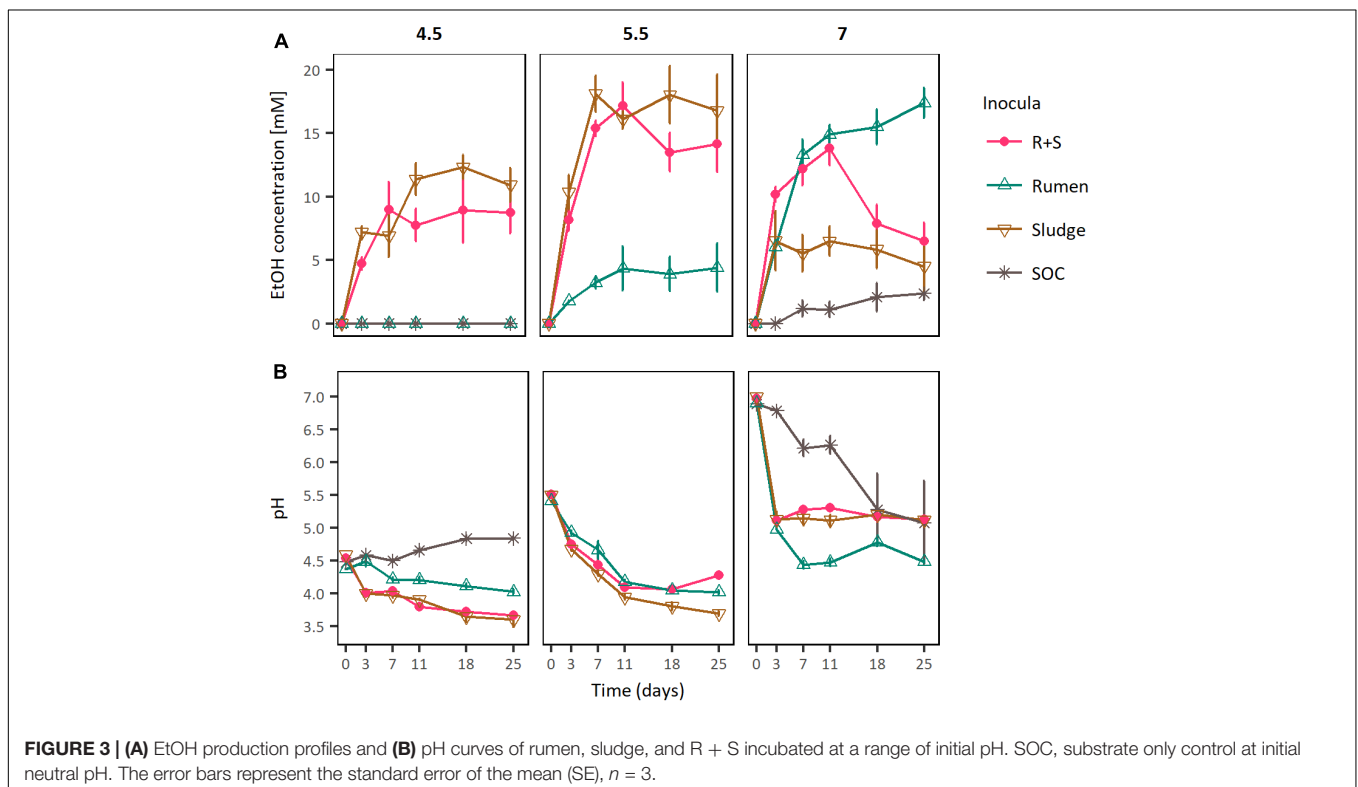 A
4.5
5.5
7
EtOH concentration [mM]
20
15
10
5
0
Inocula
R+S
Rumen
Sludge
SOC
B
pH
7.0
6.5
6.0
5.5
5.0
4.5
4.0
3.5
0 3 7 11 18 25
0 3 7 11 18 25
0 3 7 11 18 25
Time (days)
FIGURE 3 | (A) EtOH production profiles and (B) pH curves of rumen, sludge, and R + S incubated at a range of initial pH. SOC, substrate only control at initial
neutral pH. The error bars represent the standard error of the mean (SE), n = 3.